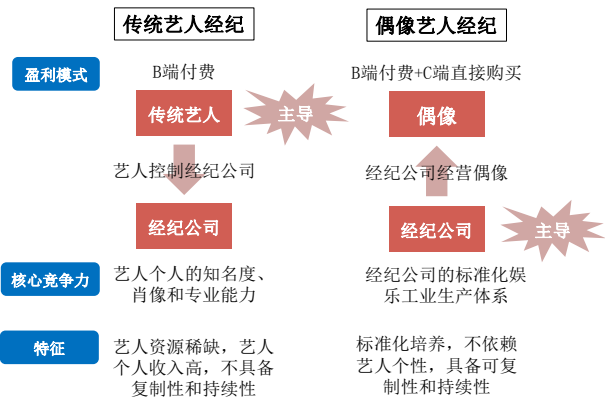 传统艺人经纪
偶像艺人经纪
盈利模式
B端付费
B端付费+C端直接购买
传统艺人
主导
偶像
艺人控制经纪公司
经纪公司经营偶像
经纪公司
经纪公司
主导
核心竞争力
艺人个人的知名度、
肖像和专业能力
经纪公司的标准化娱
乐工业生产体系
特征
艺人资源稀缺，艺人
个人收入高，不具备
复制性和持续性
标准化培养，不依赖
艺人个性，具备可复
制性和持续性